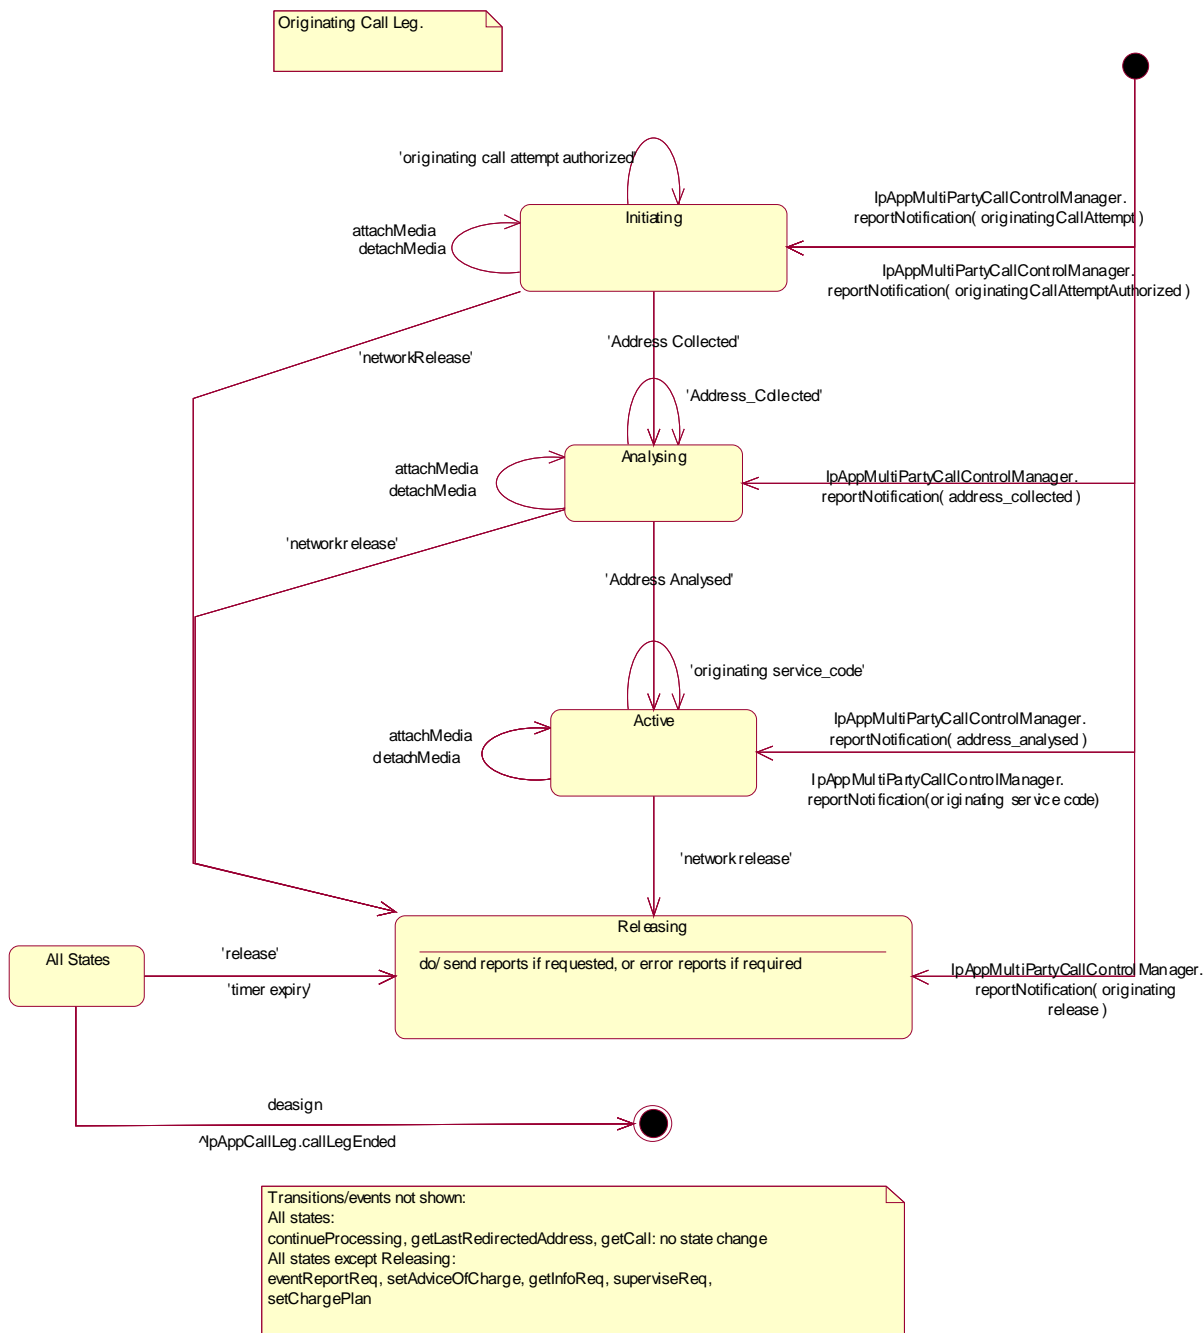 Originating Call Leg.
'originating call attempt authorized'
IpAppMultiPartyCallControlManager.
reportNotification( originatingCallAttempt )
Initiating
attachMedia
detachMedia
IpAppMultiPartyCallControlManager.
reportNotification( originatingCallAttemptAuthorized )
'Address Collected'
'networkRelease'
'Address_Collected'
Analysing
attachMedia
detachMedia
IpAppMultiPartyCallControlManager.
reportNotification( address_collected )
'networkrelease'
'Address Analysed'
'originating service_code'
Active
attachMedia
detachMedia
IpAppMultiPartyCallControlManager.
reportNotification( address_analysed )
IpAppMultiPartyCallControlManager.
reportNotification(originating service code)
'network release'
Releasing
do/ send reports if requested, or error reports if required
All States
'release'
'timer expiry'
IpAppMultiPartyCallControlManager.
reportNotification( originating
release )
deasign
^IpAppCallLeg.callLegEnded
Transitions/events not shown:
All states:
continueProcessing, getLastRedirectedAddress, getCall: no state change
All states except Releasing:
eventReportReq, setAdviceOfCharge, getInfoReq, superviseReq,
setChargePlan